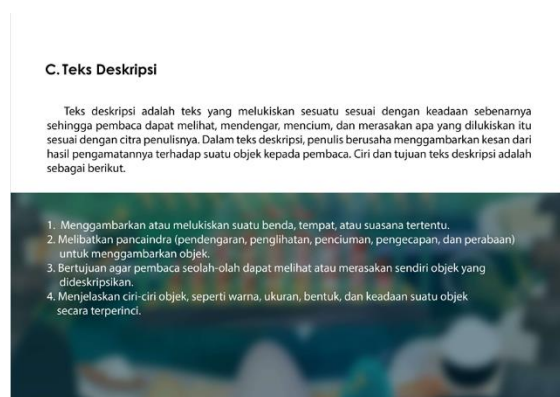 C. Teks Deskripsi
Teks deskripsi adalah teks yang melukiskan sesuatu sesuai dengan keadaan sebenarnya
sehingga pembaca dapat melihat, mendengar, mencium, dan merasakan apa yang dilukiskan itu
sesuai dengan citra penulisnya. Dalam teks deskripsi, penulis berusaha menggambarkan kesan dari
hasil pengamatannya terhadap suatu objek kepada pembaca. Ciri dan tujuan teks deskripsi adalah
sebagai berikut.
1. Menggambarkan atau melukiskan suatu benda, tempat, atau suasana tertentu.
2. Melibatkan pancaindra (pendengaran, penglihatan, penciuman, pengecapan, dan perabaan)
untuk menggambarkan objek.
3. Bertujuan agar pembaca seolah-olah dapat melihat atau merasakan sendiri objek yang
dideskripsikan.
4. Menjelaskan ciri-ciri objek, seperti warna, ukuran, bentuk, dan keadaan suatu objek
secara terperinci.